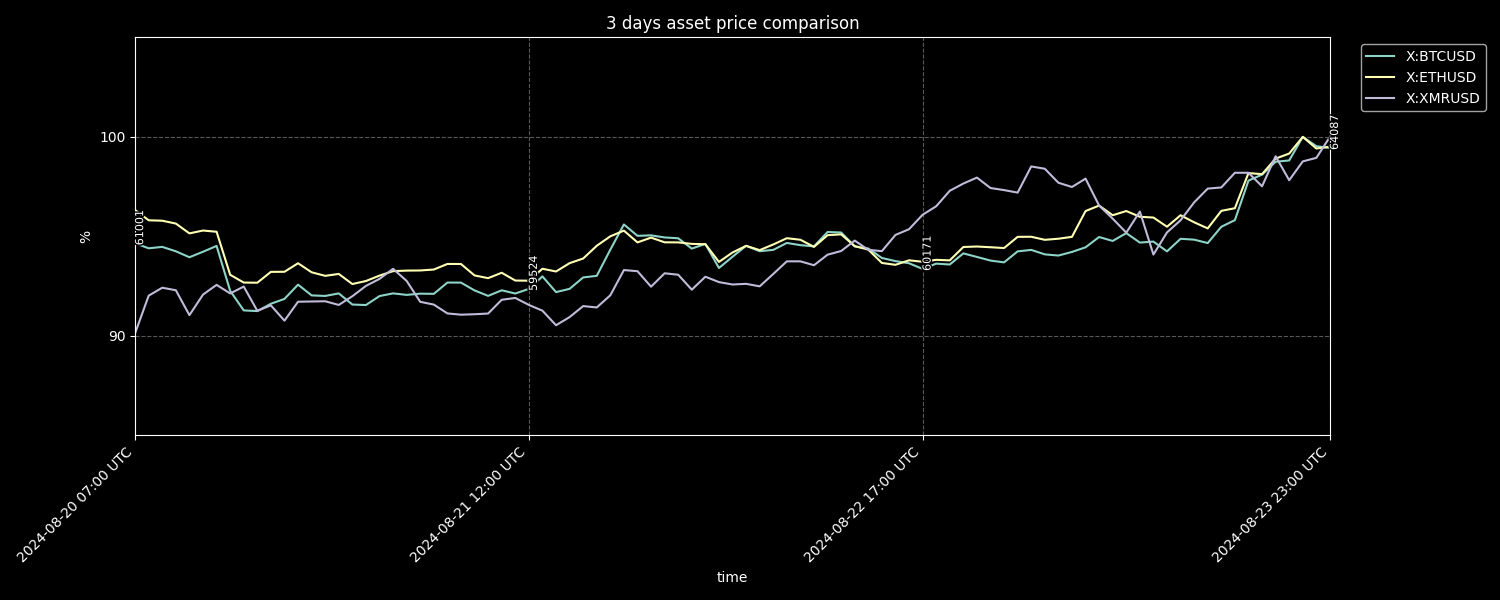 3 days asset price comparison
X:BTCUSD
X:ETHUSD
X:XMRUSD
100
90
%
61001
59524
60171
64087
2024-08-20 07:00 UTC
2024-08-21 12:00 UTC
2024-08-22 17:00 UTC
2024-08-23 23:00 UTC
time